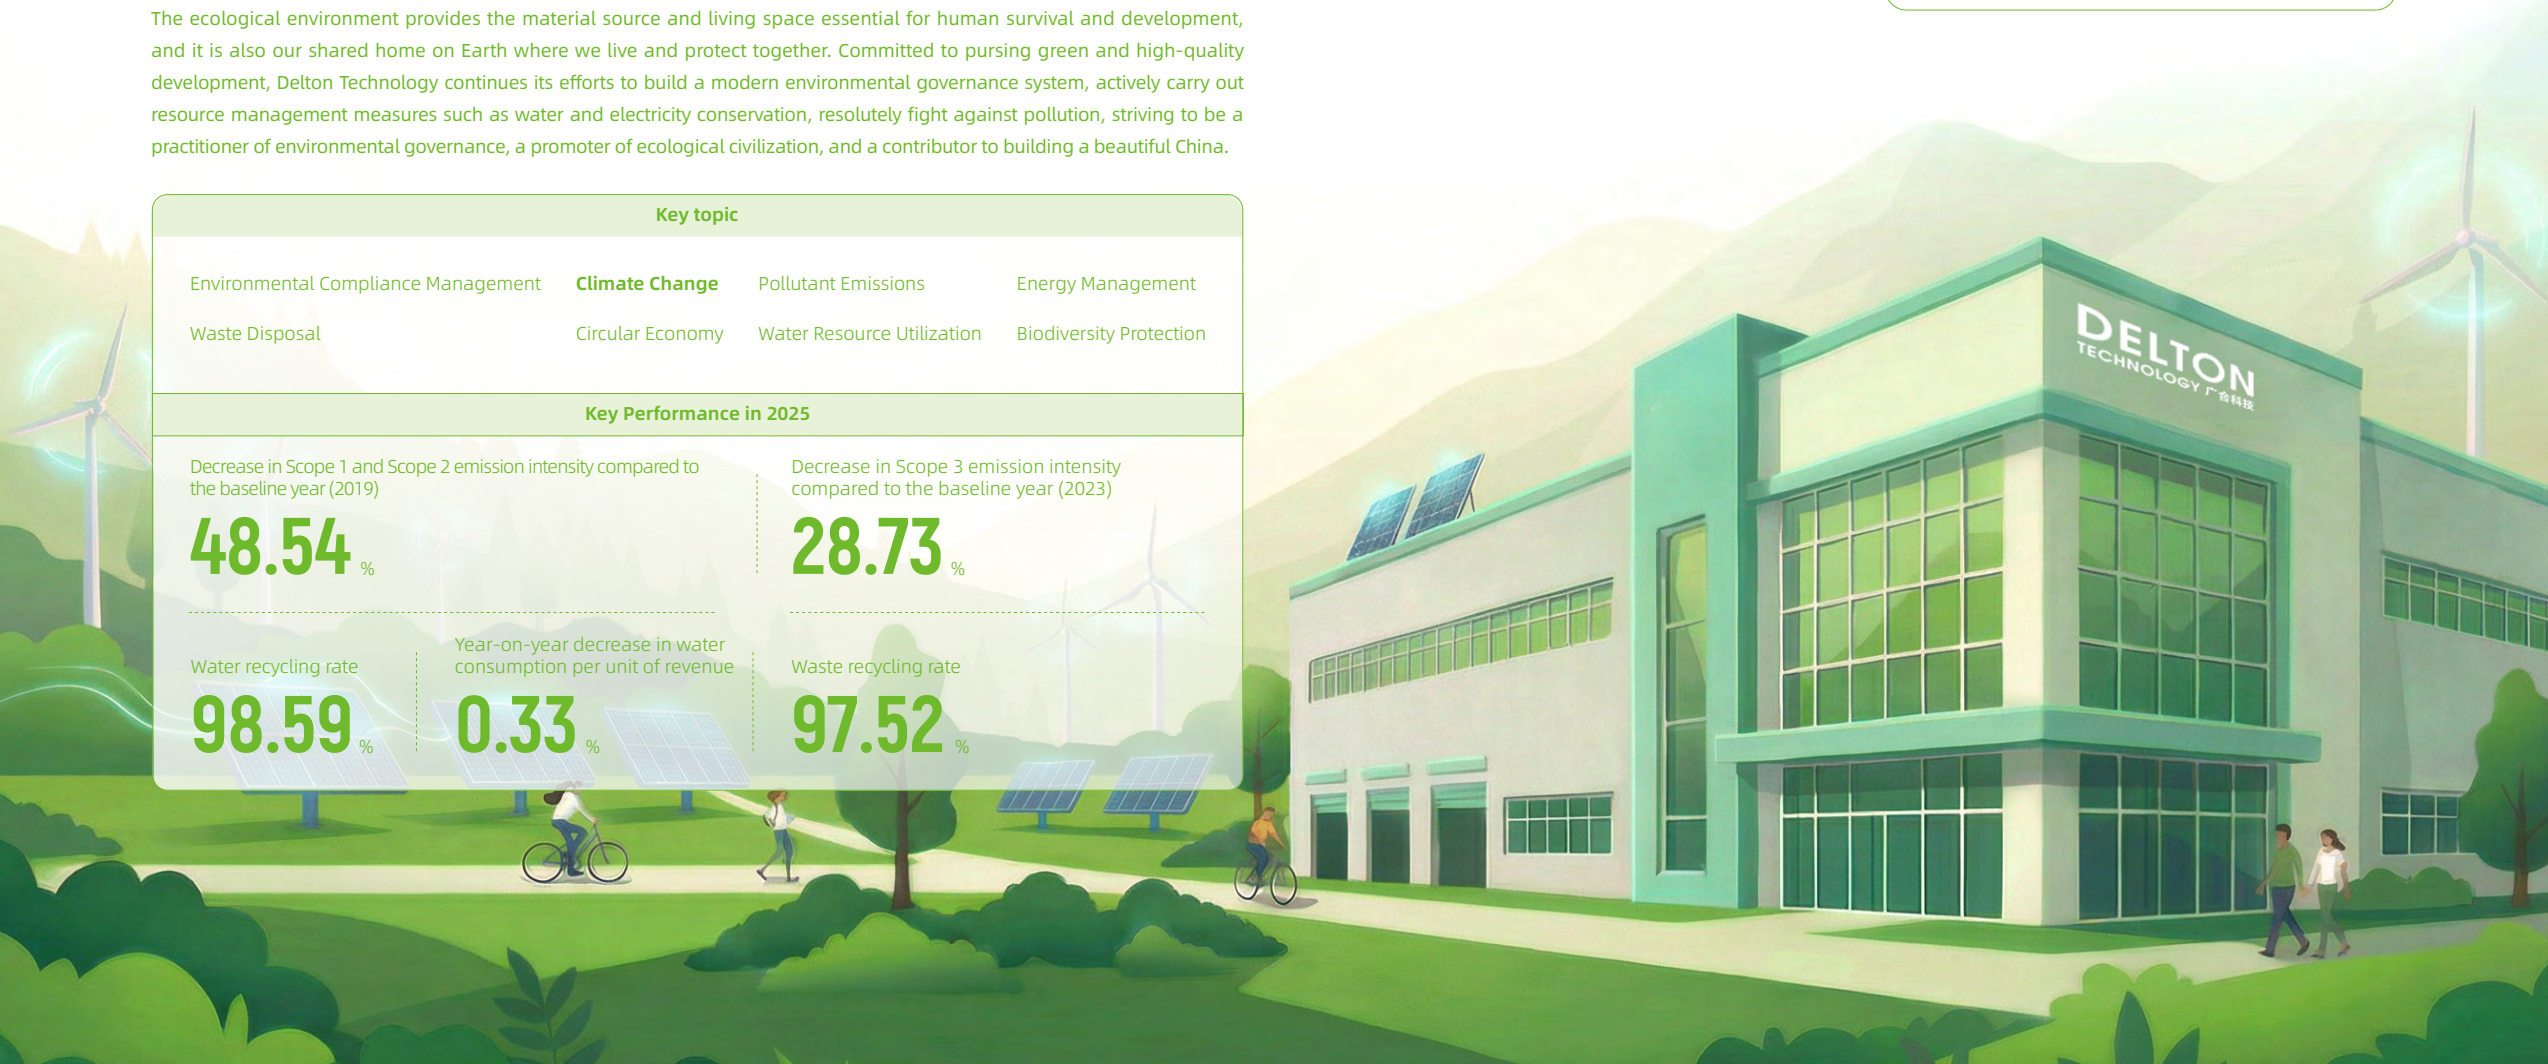 The ecological environment provides the material source and living space essential for human survival and development,
and it is also our shared home on Earth where we live and protect together. Committed to pursing green and high-quality
development, Delton Technology continues its efforts to build a modern environmental governance system, actively carry out
resource management measures such as water and electricity conservation, resolutely fight against pollution, striving to be a
practitioner of environmental governance, a promoter of ecological civilization, and a contributor to building a beautiful China.
Key topic
Environmental Compliance Management Climate Change Pollutant Emissions Energy Management
Waste Disposal Circular Economy Water Resource Utilization Biodiversity Protection
Key Performance in 2025
Decrease in Scope 1 and Scope 2 emission intensity compared to
the baseline year (2019)
48.54 %
Decrease in Scope 3 emission intensity
compared to the baseline year (2023)
28.73 %
Water recycling rate
98.59 %
Year-on-year decrease in water
consumption per unit of revenue
0.33 %
Waste recycling rate
97.52 %
DELTON
TECHNOLOGY 广合科技